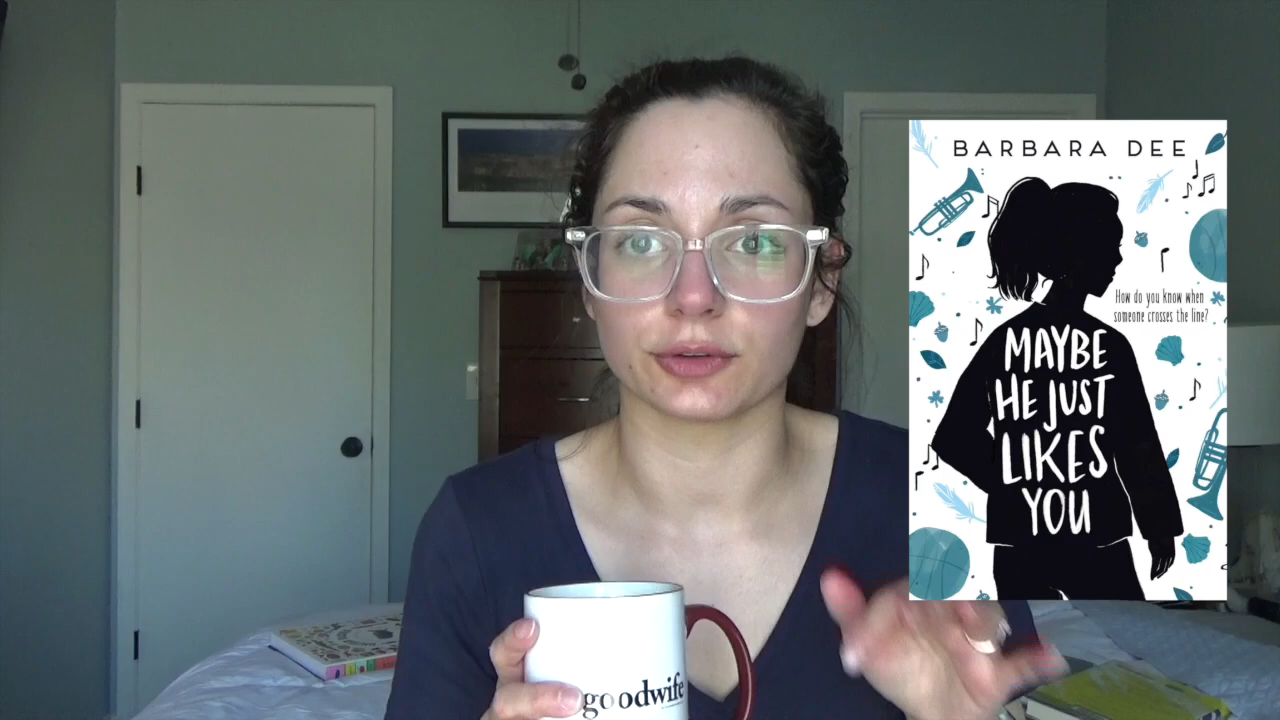 BARBARA DEE
How do you know when
someone crosses the line?
MAYBE
HE JUST
LIKES
YOU
goodwife